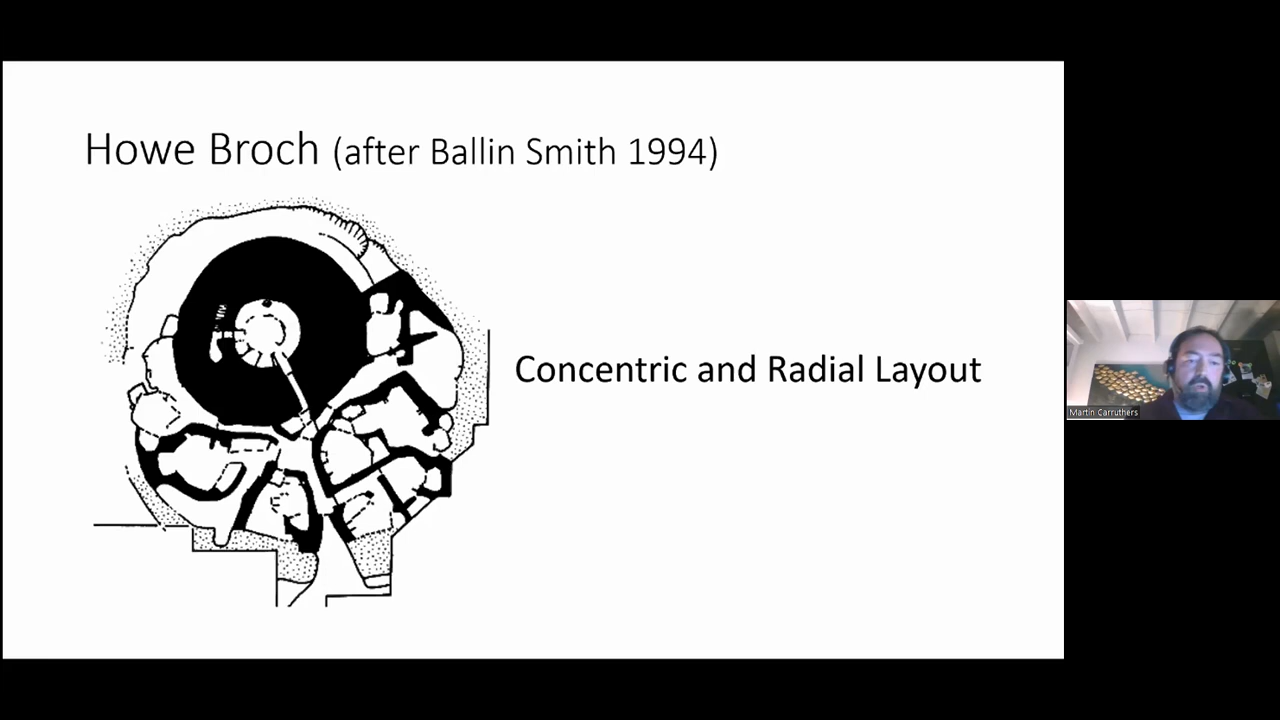 Howe Broch (after Ballin Smith 1994)
Concentric and Radial Layout
Martin Carruthers